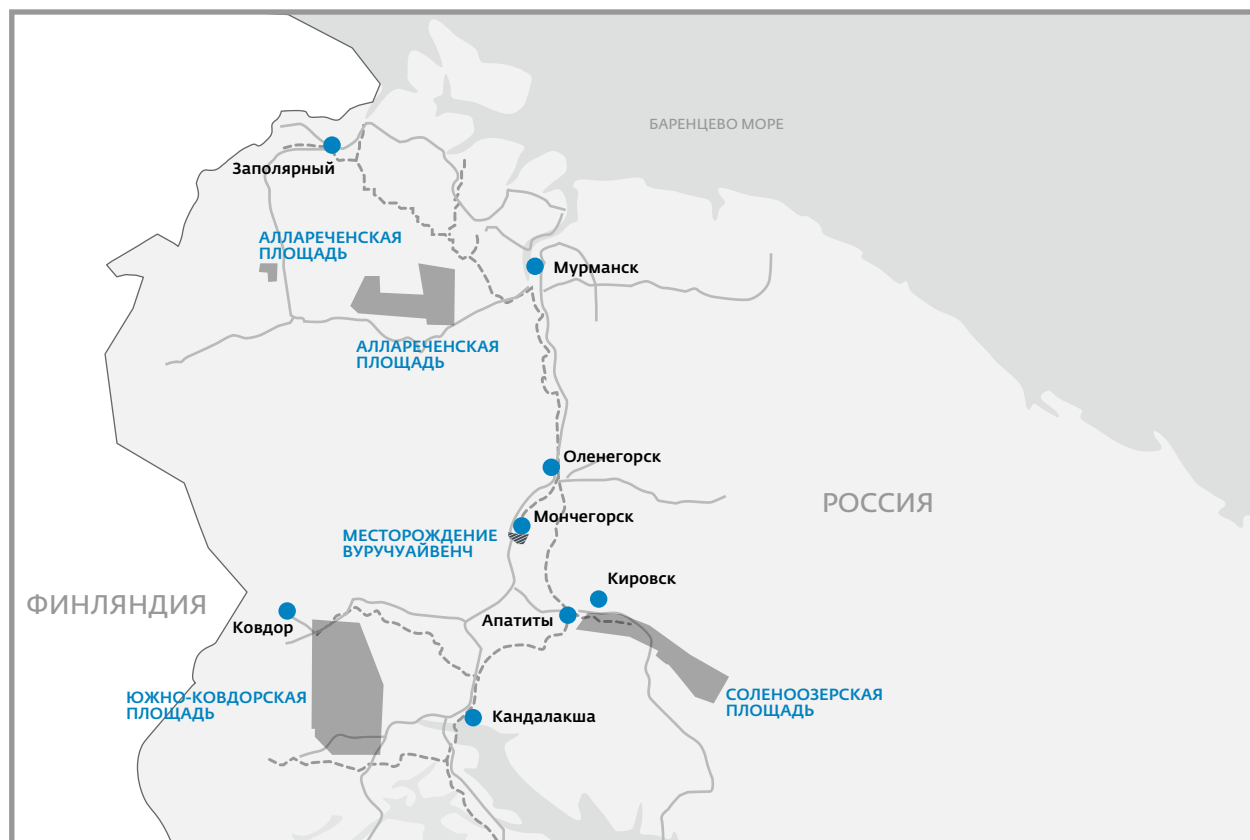 БАРЕНЦЕВО МОРЕ
Заполярный
АЛЛАРЕЧЕНСКАЯ
ПЛОЩАДЬ
Мурманск
АЛЛАРЕЧЕНСКАЯ
ПЛОЩАДЬ
Оленегорск
РОССИЯ
Мончегорск
МЕСТОРОЖДЕНИЕ
ВУРУЧУАЙВЕНЧ
Кировск
ФИНЛЯНДИЯ
Апатиты
Ковдор
ЮЖНО-КОВДОРСКАЯ
ПЛОЩАДЬ
СОЛЕНООЗЕРСКАЯ
ПЛОЩАДЬ
Кандалакша